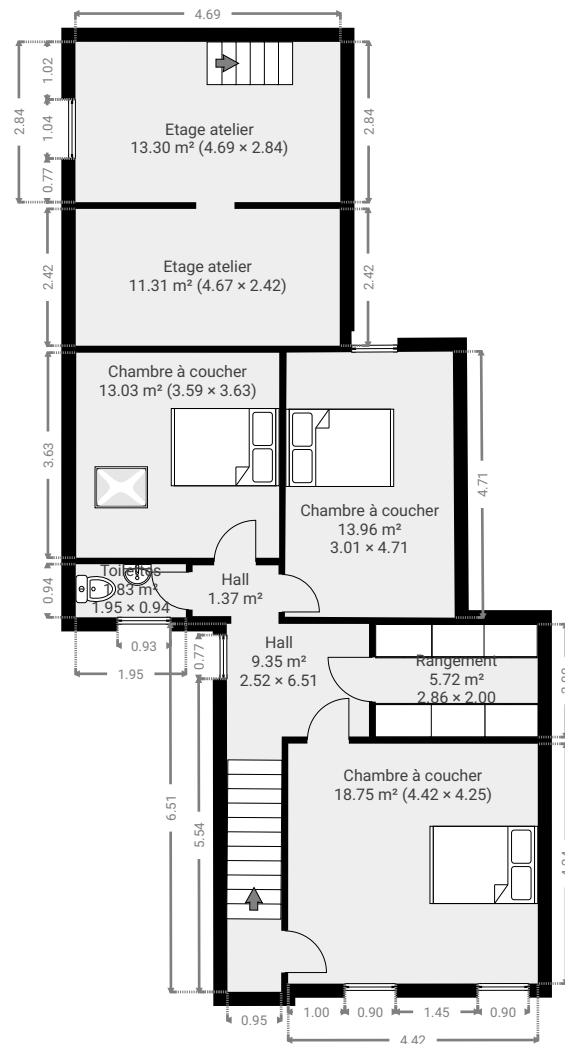 4.69
1.02
2.84
1.04
2.84
0.77
Etage atelier
13.30 m² (4.69 × 2.84)
2.42
2.42
Etage atelier
11.31 m² (4.67 × 2.42)
Chambre à coucher
13.03 m² (3.59 × 3.63)
3.63
4.71
Chambre à coucher
13.96 m²
3.01 × 4.71
0.94
Toilettes
1.83 m²
1.95 × 0.94
Hall
1.37 m²
0.93
1.95
0.77
Hall
9.35 m²
2.52 × 6.51
Rangement
5.72 m²
2.86 × 2.00
Chambre à coucher
18.75 m² (4.42 × 4.25)
6.51
5.54
0.95
1.00
0.90
1.45
0.90
4.42